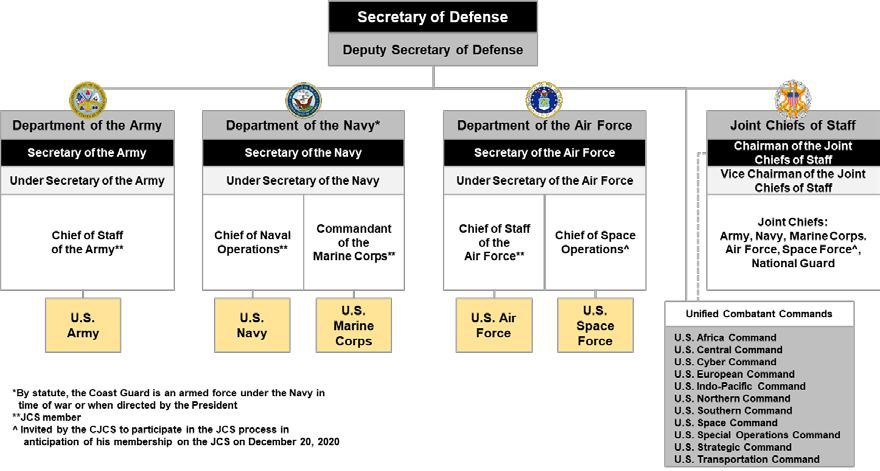 Secretary of Defense
Deputy Secretary of Defense
Department of the Army
Secretary of the Army
Under Secretary of the Army
Chief of Staff
of the Army**
U.S.
Army
Department of the Navy*
Secretary of the Navy
Under Secretary of the Navy
Chief of Naval
Operations**
Commandant
of the
Marine Corps**
U.S.
Navy
U.S.
Marine
Corps
Department of the Air Force
Secretary of the Air Force
Under Secretary of the Air Force
Chief of Staff
of the
Air Force**
Chief of Space
Operations^
U.S. Air
Force
U.S.
Space
Force
Joint Chiefs of Staff
Chairman of the Joint
Chiefs of Staff
Vice Chairman of the Joint
Chiefs of Staff
Joint Chiefs:
Army, Navy, Marine Corps.
Air Force, Space Force^,
National Guard
Unified Combatant Commands
U.S. Africa Command
U.S. Central Command
U.S. Cyber Command
U.S. European Command
U.S. Indo-Pacific Command
U.S. Northern Command
U.S. Southern Command
U.S. Space Command
U.S. Special Operations Command
U.S. Strategic Command
U.S. Transportation Command
*By statute, the Coast Guard is an armed force under the Navy in
time of war or when directed by the President
**JCS member
^ Invited by the CJCS to participate in the JCS process in
anticipation of his membership on the JCS on December 20, 2020